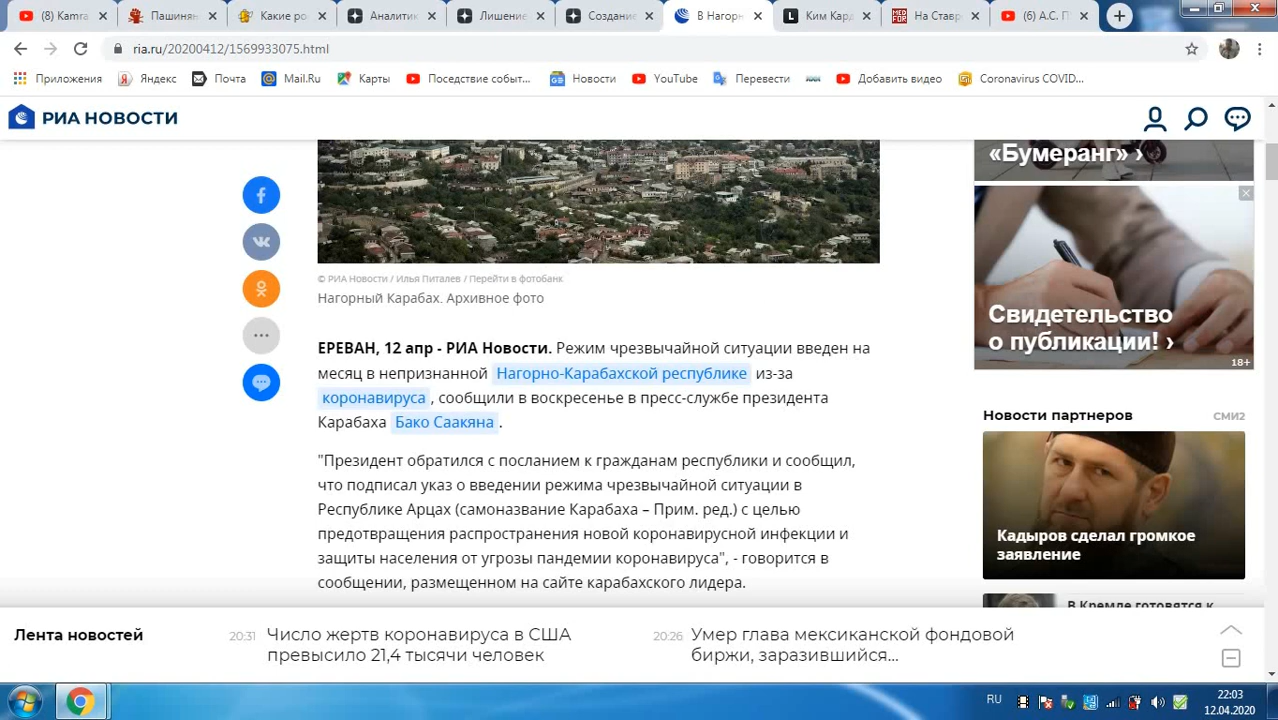 (8) Kamra
Пашинян
Какие ро
Аналитик
Лишение
Создание
В Нагорн
Ким Кард
На Ставр
(6) А.С. П
ria.ru/20200412/1569933075.html
Приложения
Яндекс
Почта
Mail.Ru
Карты
Поседствие событ...
Новости
YouTube
Перевести
Добавить видео
Coronavirus COVID...
РИА НОВОСТИ
© РИА Новости / Илья Питалев / Перейти в фотобанк
Нагорный Карабах. Архивное фото
ЕРЕВАН, 12 апр - РИА Новости. Режим чрезвычайной ситуации введен на
месяц в непризнанной Нагорно-Карабахской республике из-за
коронавируса , сообщили в воскресенье в пресс-службе президента
Карабаха Бако Саакяна .
"Президент обратился с посланием к гражданам республики и сообщил,
что подписал указ о введении режима чрезвычайной ситуации в
Республике Арцах (самоназвание Карабаха – Прим. ред.) с целью
предотвращения распространения новой коронавирусной инфекции и
защиты населения от угрозы пандемии коронавируса", - говорится в
сообщении, размещенном на сайте карабахского лидера.
«Бумеранг» ›
Свидетельство
о публикации! ›
18+
Новости партнеров
СМИ2
Кадыров сделал громкое
заявление
В Кремле готовятся к
Лента новостей
20:31
Число жертв коронавируса в США
превысило 21,4 тысячи человек
20:26
Умер глава мексиканской фондовой
биржи, заразившийся...
RU
22:03
12.04.2020